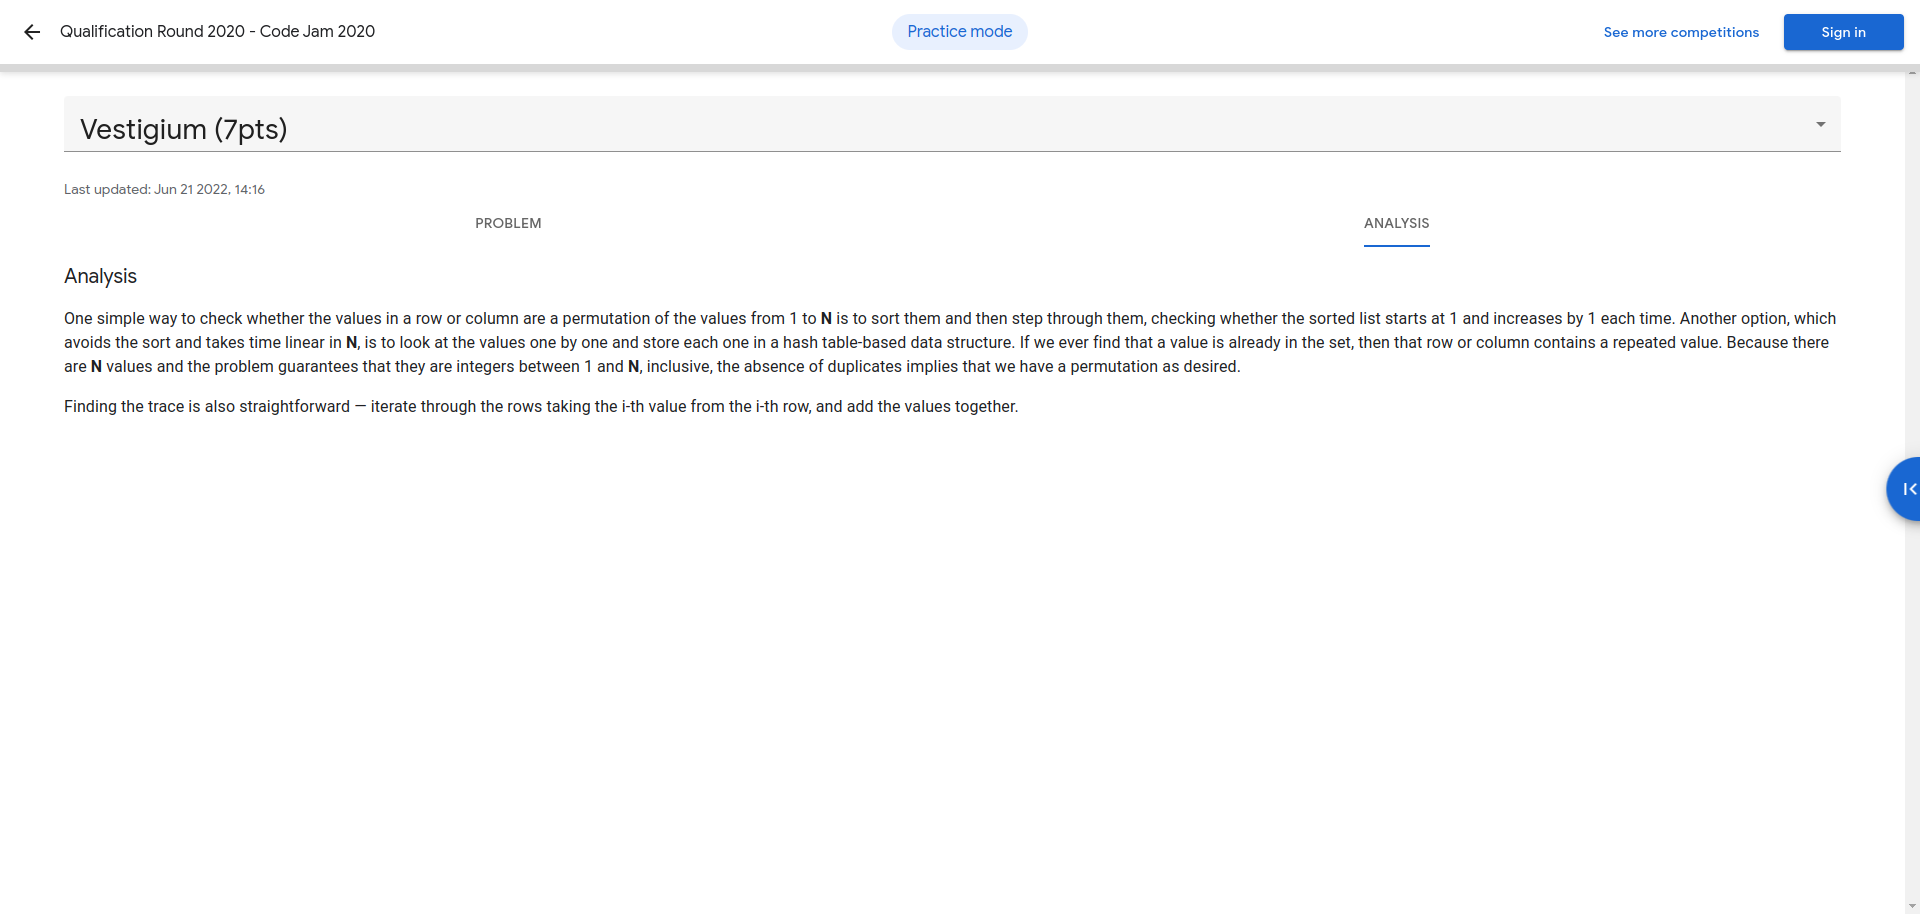 Qualification Round 2020 - Code Jam 2020
Practice mode
See more competitions
Sign in
Vestigium (7pts)
Last updated: Jun 21 2022, 14:16
PROBLEM
ANALYSIS
Analysis
One simple way to check whether the values in a row or column are a permutation of the values from 1 to N is to sort them and then step through them, checking whether the sorted list starts at 1 and increases by 1 each time. Another option, which
avoids the sort and takes time linear in N, is to look at the values one by one and store each one in a hash table-based data structure. If we ever find that a value is already in the set, then that row or column contains a repeated value. Because there
are N values and the problem guarantees that they are integers between 1 and N, inclusive, the absence of duplicates implies that we have a permutation as desired.
Finding the trace is also straightforward — iterate through the rows taking the i-th value from the i-th row, and add the values together.